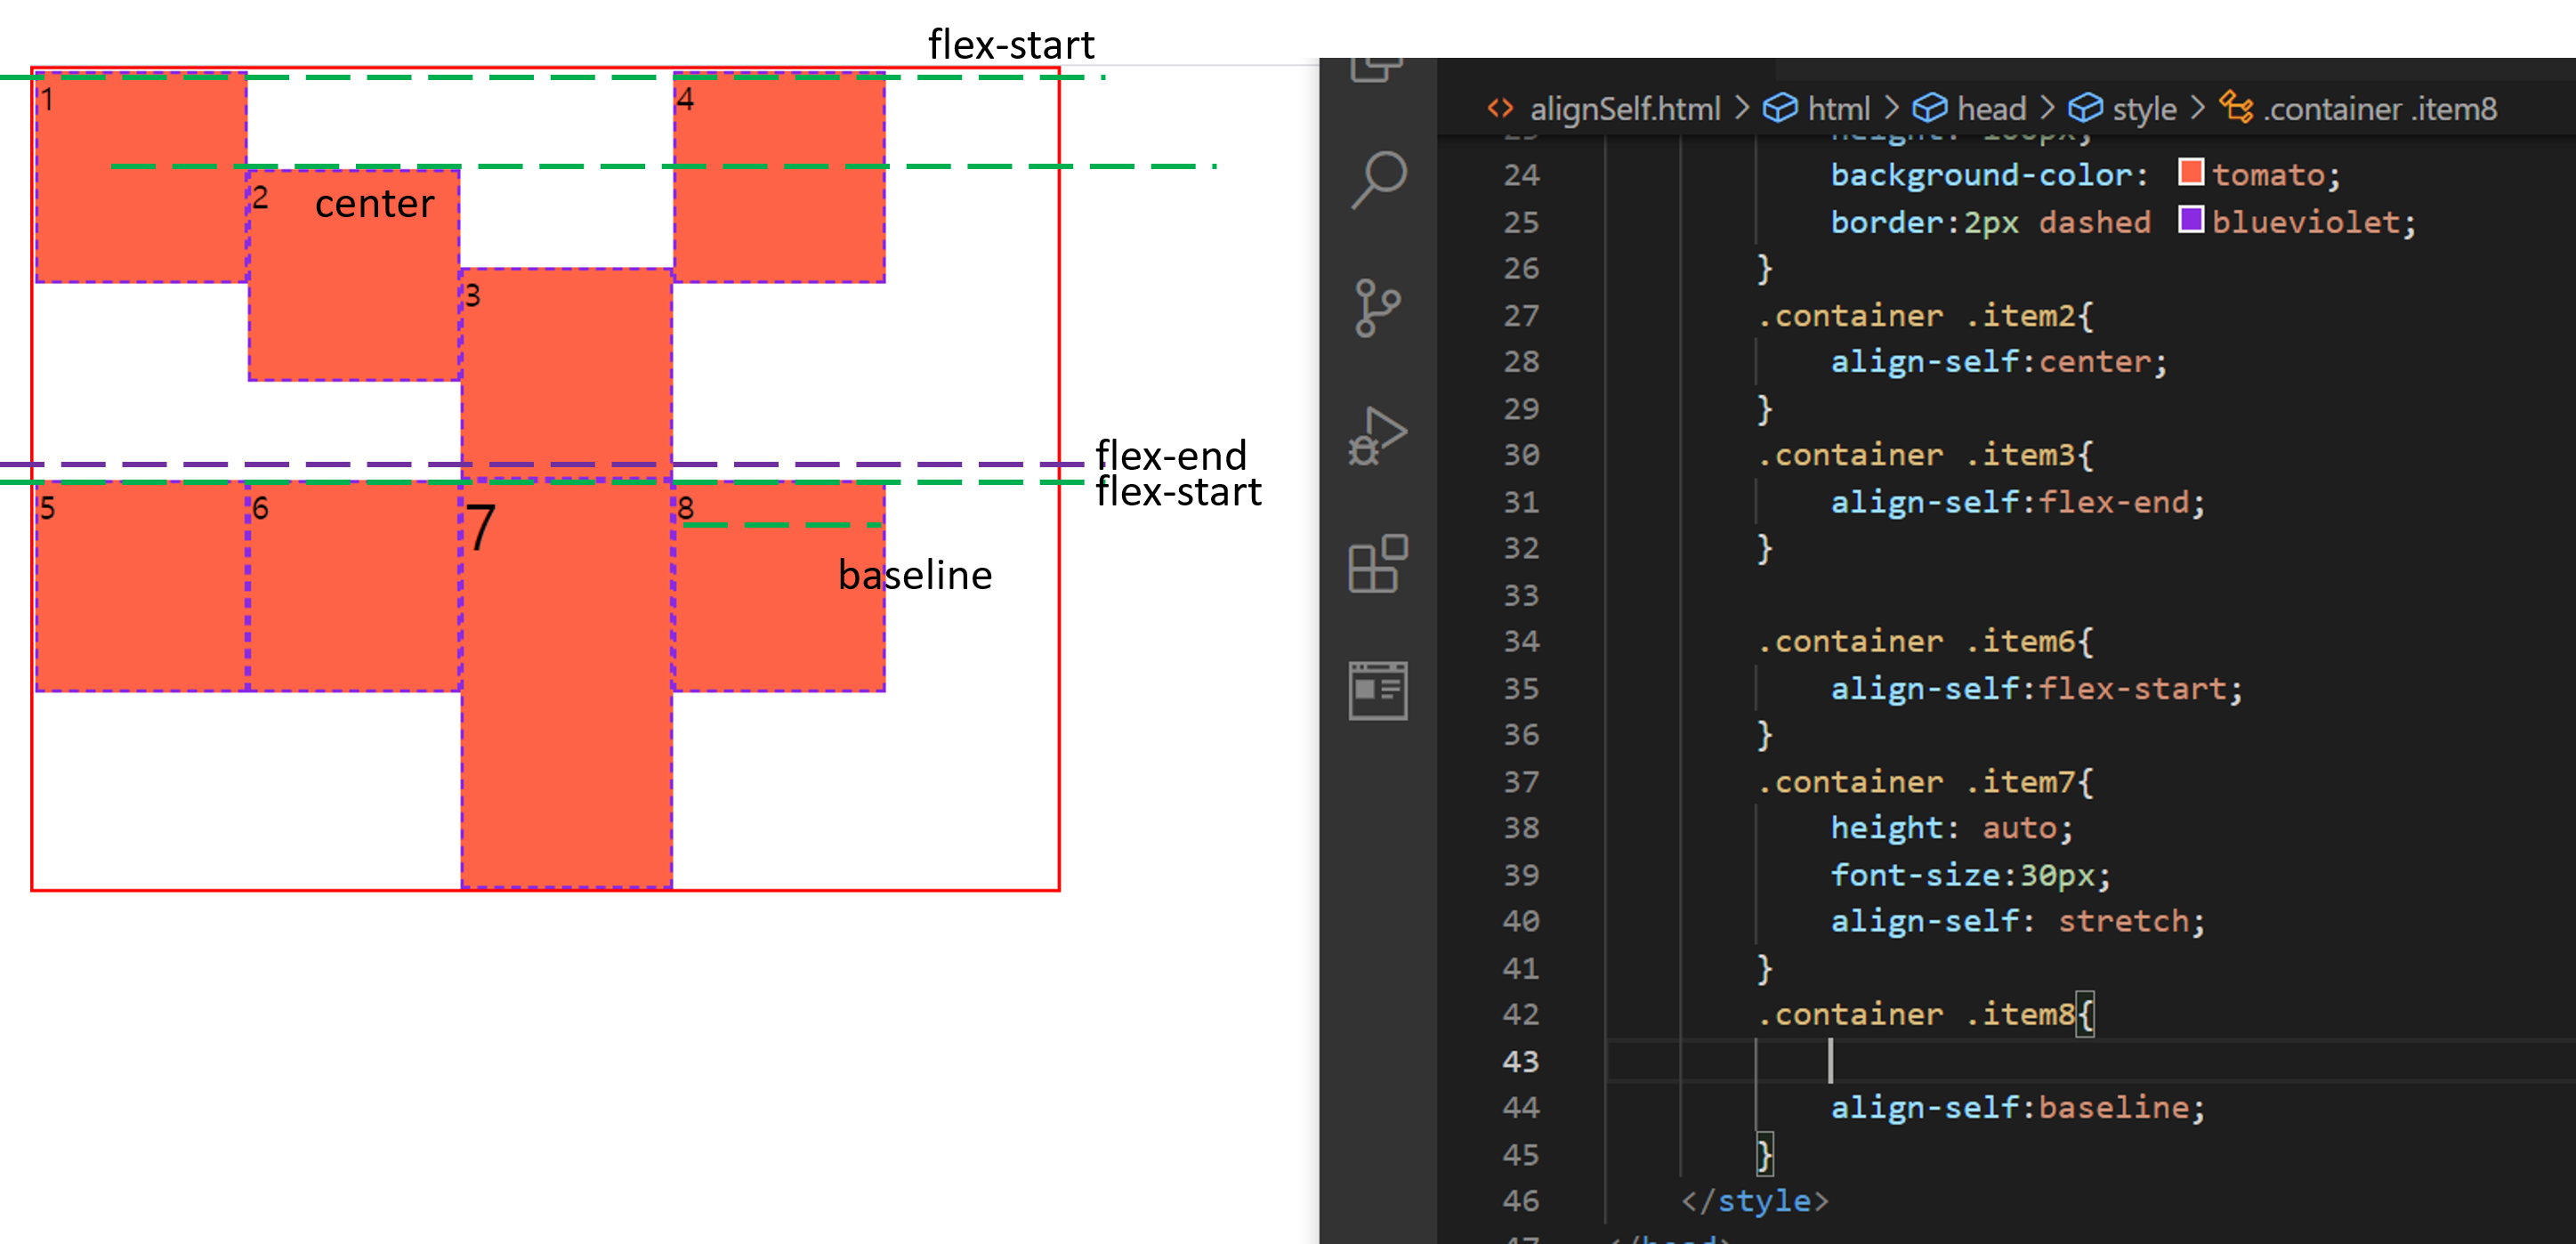 flex-start
1
4
2
center
3
flex-end
flex-start
5
6
7
8
baseline
alignSelf.html > html > head > style > .container .item8
24 background-color: tomato;
25 border:2px dashed blueviolet;
26 }
27 .container .item2{
28 align-self:center;
29 }
30 .container .item3{
31 align-self:flex-end;
32 }
33
34 .container .item6{
35 align-self:flex-start;
36 }
37 .container .item7{
38 height: auto;
39 font-size:30px;
40 align-self: stretch;
41 }
42 .container .item8{
43
44 align-self:baseline;
45 }
46 </style>